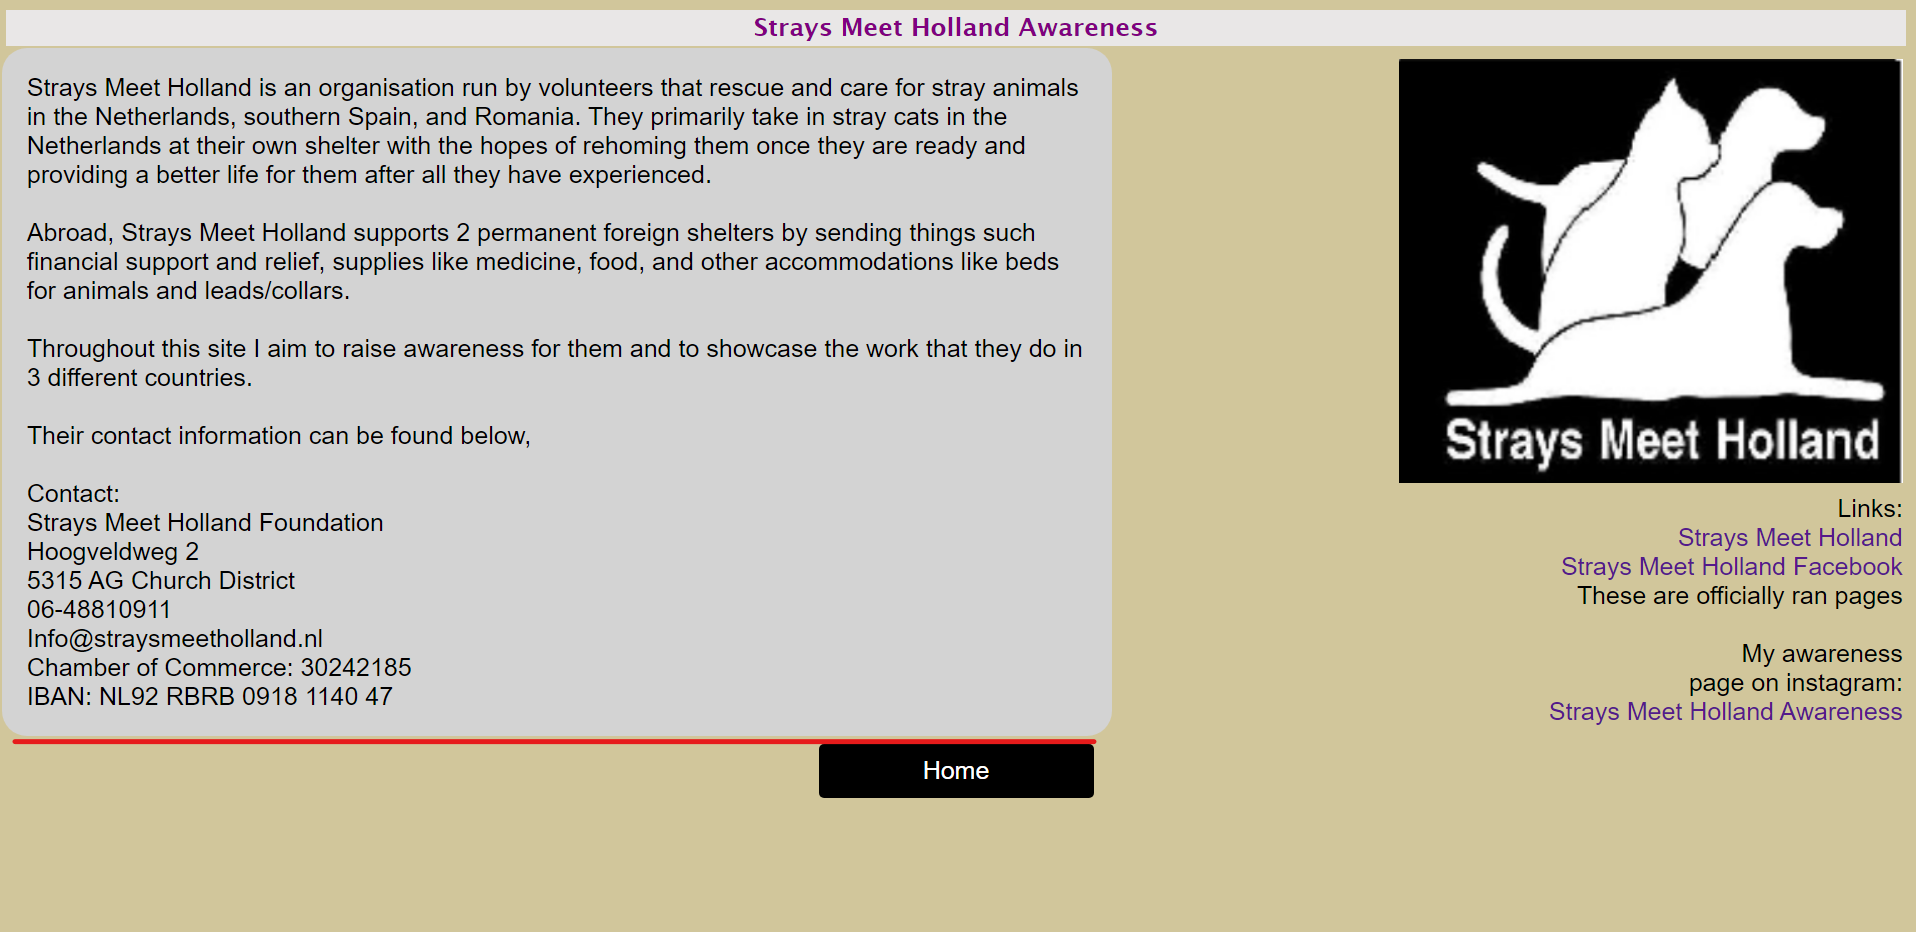 Strays Meet Holland Awareness
Strays Meet Holland is an organisation run by volunteers that rescue and care for stray animals
in the Netherlands, southern Spain, and Romania. They primarily take in stray cats in the
Netherlands at their own shelter with the hopes of rehoming them once they are ready and
providing a better life for them after all they have experienced.
Abroad, Strays Meet Holland supports 2 permanent foreign shelters by sending things such
financial support and relief, supplies like medicine, food, and other accommodations like beds
for animals and leads/collars.
Throughout this site I aim to raise awareness for them and to showcase the work that they do in
3 different countries.
Their contact information can be found below,
Contact:
Strays Meet Holland Foundation
Hoogveldweg 2
5315 AG Church District
06-48810911
Info@straysmeetholland.nl
Chamber of Commerce: 30242185
IBAN: NL92 RBRB 0918 1140 47
Strays Meet Holland
Links:
Strays Meet Holland
Strays Meet Holland Facebook
These are officially ran pages
My awareness
page on instagram:
Strays Meet Holland Awareness
Home